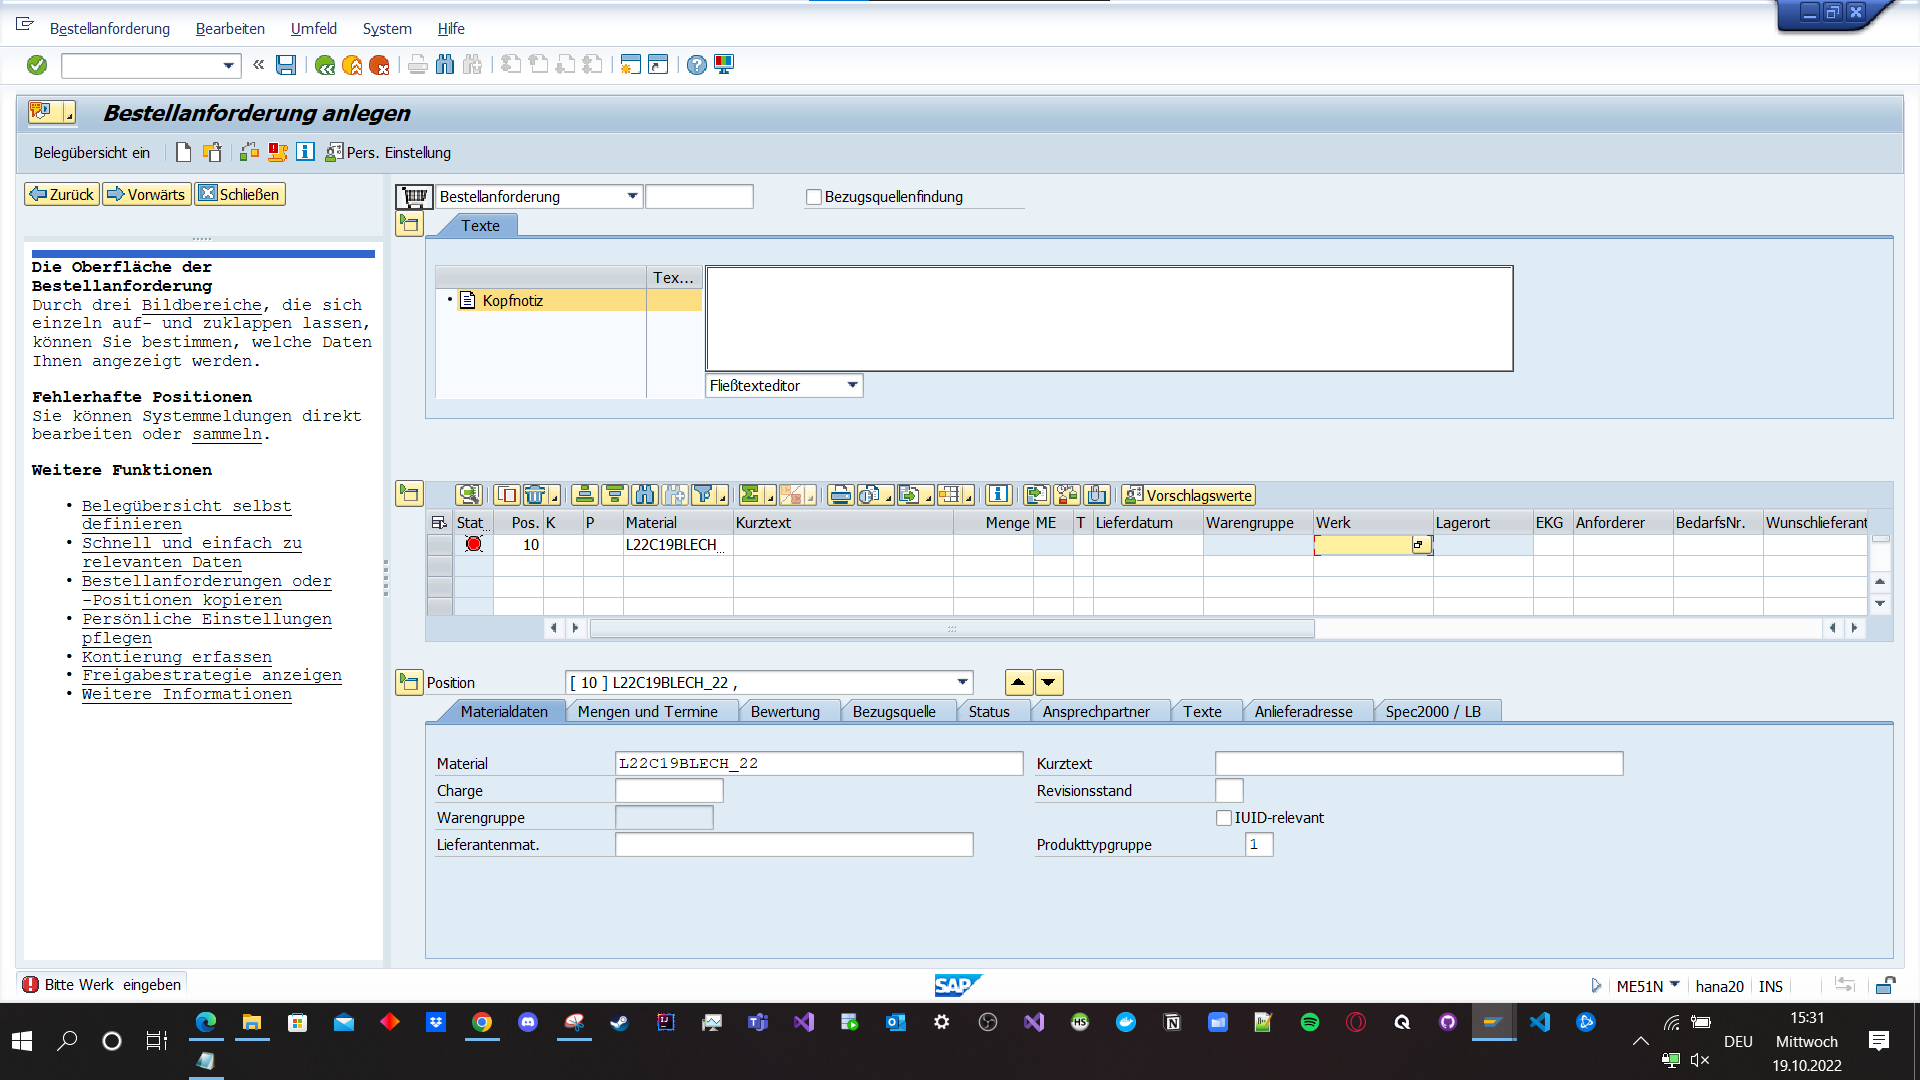 Bestellanforderung Bearbeiten Umfeld System Hilfe
Bestellanforderung anlegen
Belegübersicht ein Pers. Einstellung
Zurück Vorwärts Schließen
Die Oberfläche der
Bestellanforderung
Durch drei Bildbereiche, die sich
einzeln auf- und zuklappen lassen,
können Sie bestimmen, welche Daten
Ihnen angezeigt werden.
Fehlerhafte Positionen
Sie können Systemmeldungen direkt
bearbeiten oder sammeln.
Weitere Funktionen
• Belegübersicht selbst
definieren
• Schnell und einfach zu
relevanten Daten
• Bestellanforderungen oder
-Positionen kopieren
• Persönliche Einstellungen
pflegen
• Kontierung erfassen
• Freigabestrategie anzeigen
• Weitere Informationen
Bestellanforderung Bezugsquellenfindung
Texte
Tex...
• Kopfnotiz
Fließtexteditor
Vorschlagswerte
Stat.. Pos. K P Material Kurztext Menge ME T Lieferdatum Warengruppe Werk Lagerort EKG Anforderer BedarfsNr. Wunschlieferant
10 L22C19BLECH...
Position [ 10 ] L22C19BLECH_22 ,
Materialdaten Mengen und Termine Bewertung Bezugsquelle Status Ansprechpartner Texte Anlieferadresse Spec2000 / LB
Material L22C19BLECH_22 Kurztext
Charge Revisionsstand
Warengruppe IUID-relevant
Lieferantenmat. Produkttypgruppe 1
Bitte Werk eingeben
SAP ME51N hana20 INS
15:31
DEU Mittwoch
19.10.2022